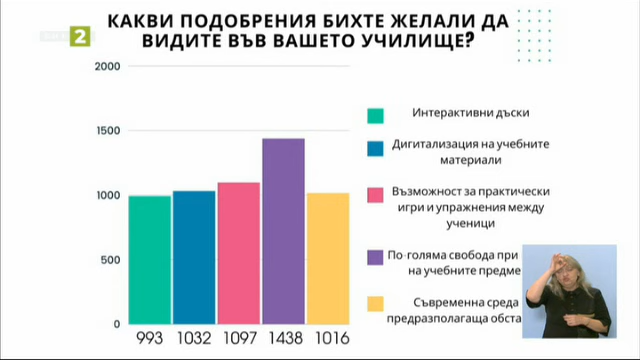 КАКВИ ПОДОБРЕНИЯ БИХТЕ ЖЕЛАЛИ ДА
ВИДИТЕ ВЪВ ВАШЕТО УЧИЛИЩЕ?
2
2000
1500
1000
500
0
993 1032 1097 1438 1016
Интерактивни дъски
Дигитализация на учебните
материали
Възможност за практически
игри и упражнения между
ученици
По-голяма свобода при
на учебните предме
Съвременна среда
предразполагаща обста